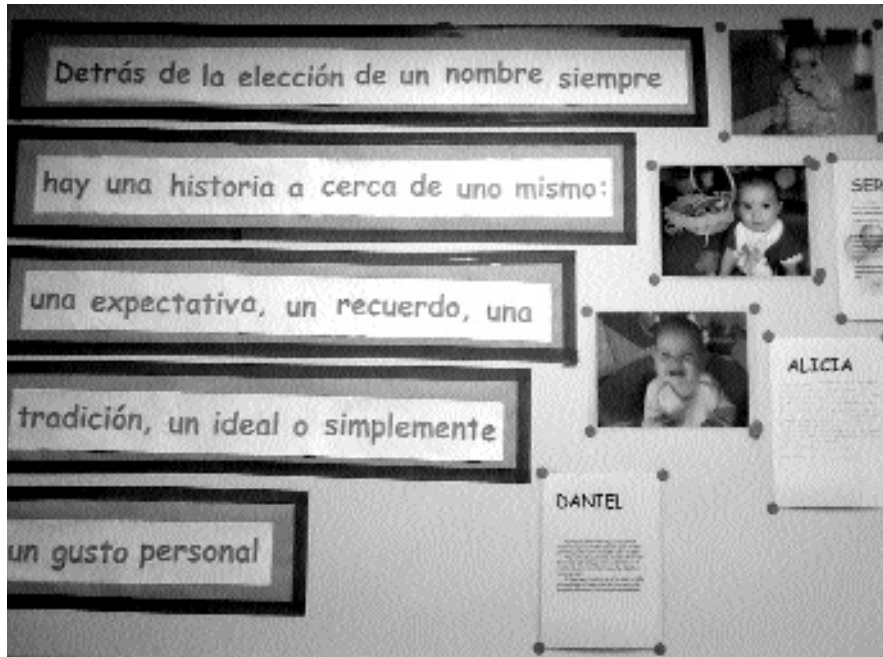 Detrás de la elección de un nombre siempre
hay una historia a cerca de uno mismo:
una expectativa, un recuerdo, una
tradición, un ideal o simplemente
un gusto personal
SER
ALICIA
DANIEL